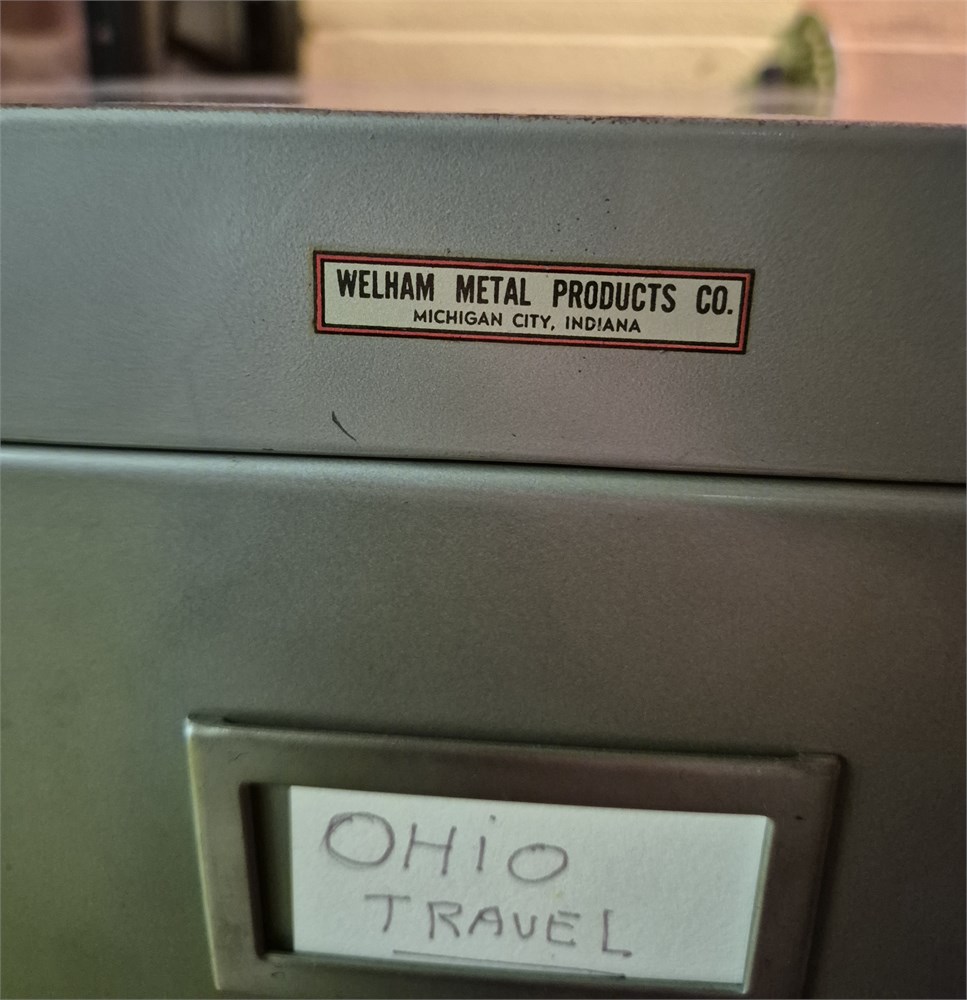 WELHAM METAL PRODUCTS CO.
MICHIGAN CITY, INDIANA
OHiO
TRAVEL